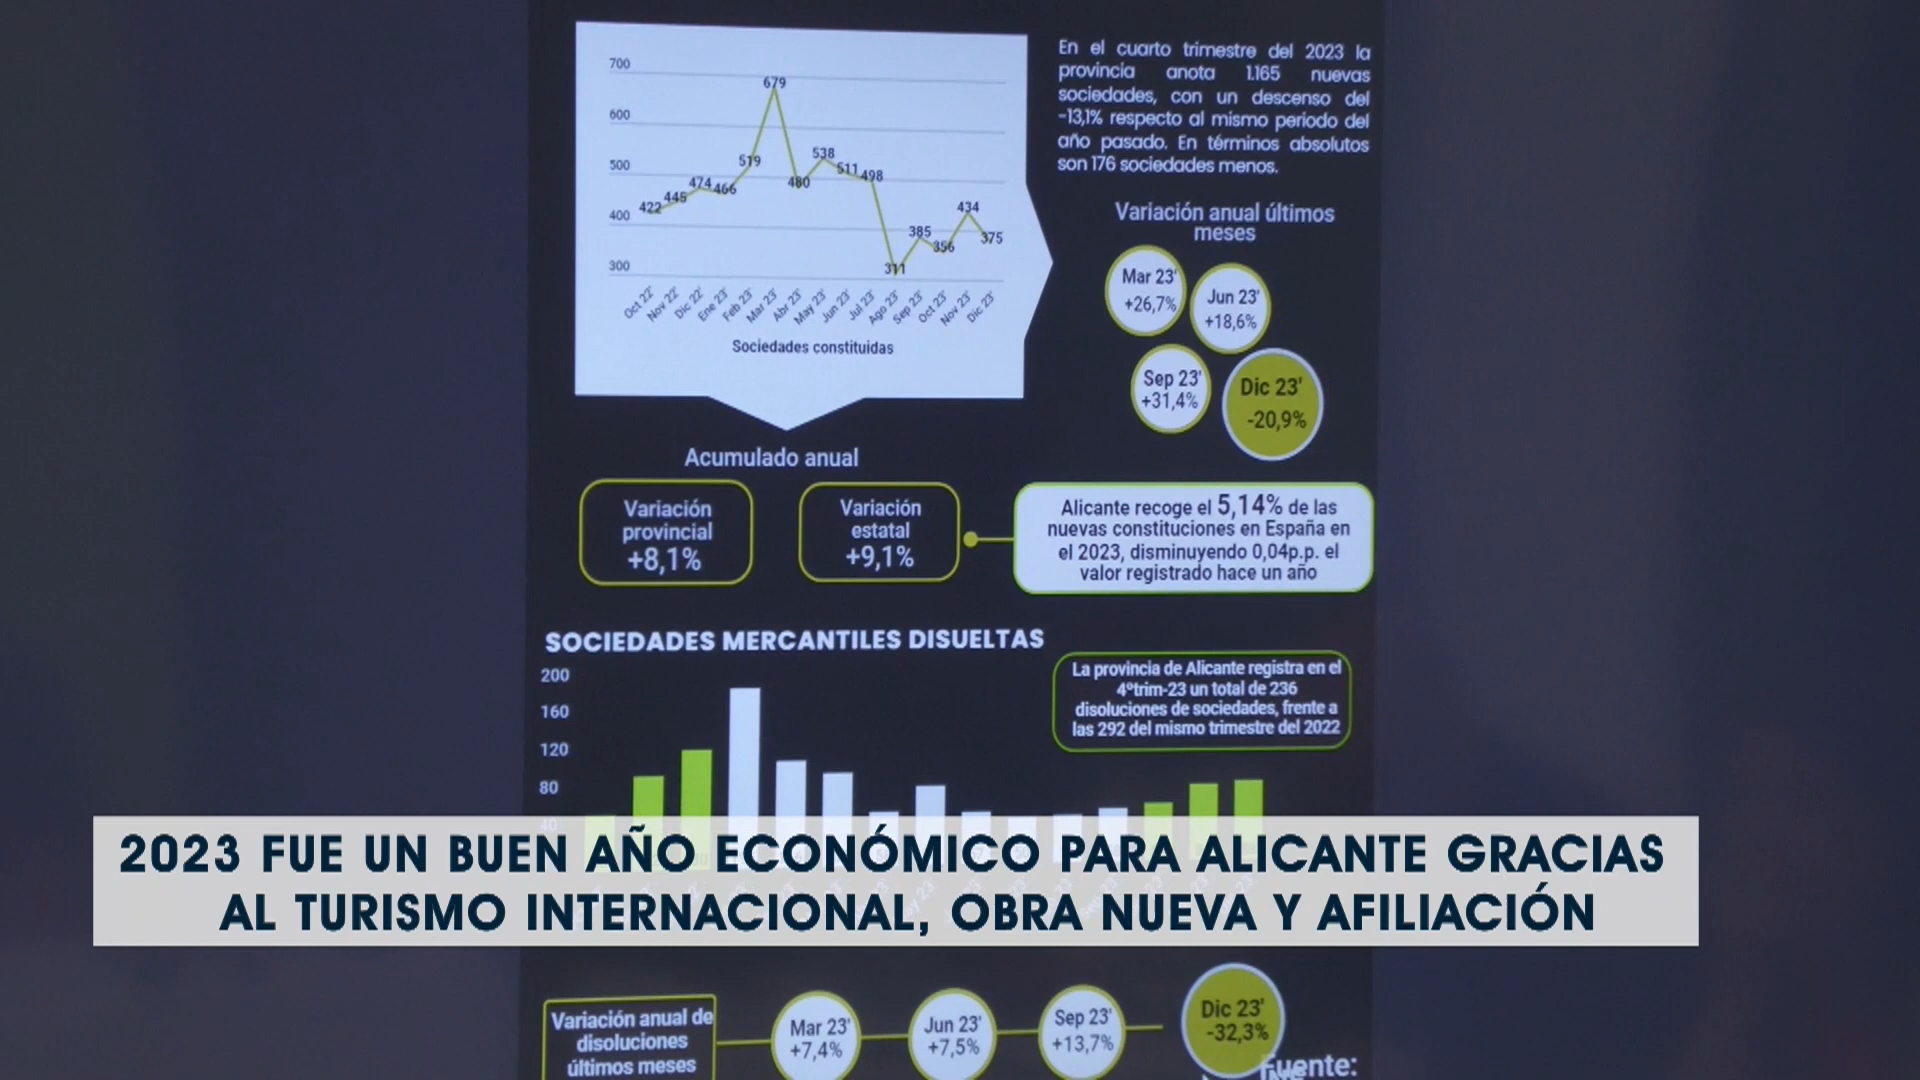 700
600
500
400
300
422
445
474
466
519
679
480
538
511
498
311
385
356
434
375
Oct 22'
Nov 22'
Dic 22'
Ene 23'
Feb 23'
Mar 23'
Abr 23'
May 23'
Jun 23'
Jul 23'
Ago 23'
Sep 23'
Oct 23'
Nov 23'
Dic 23'
Sociedades constituidas
En el cuarto trimestre del 2023 la
provincia anota 1.165 nuevas
sociedades, con un descenso del
-13,1% respecto al mismo periodo del
año pasado. En términos absolutos
son 176 sociedades menos.
Variación anual últimos
meses
Mar 23'
+26,7%
Jun 23'
+18,6%
Sep 23'
+31,4%
Dic 23'
-20,9%
Acumulado anual
Variación
provincial
+8,1%
Variación
estatal
+9,1%
Alicante recoge el 5,14% de las
nuevas constituciones en España en
el 2023, disminuyendo 0,04p.p. el
valor registrado hace un año
SOCIEDADES MERCANTILES DISUELTAS
200
160
120
80
40
La provincia de Alicante registra en el
4ºtrim-23 un total de 236
disoluciones de sociedades, frente a
las 292 del mismo trimestre del 2022
2023 FUE UN BUEN AÑO ECONÓMICO PARA ALICANTE GRACIAS
AL TURISMO INTERNACIONAL, OBRA NUEVA Y AFILIACIÓN
Variación anual de
disoluciones
últimos meses
Mar 23'
+7,4%
Jun 23'
+7,5%
Sep 23'
+13,7%
Dic 23'
-32,3%
Fuente: